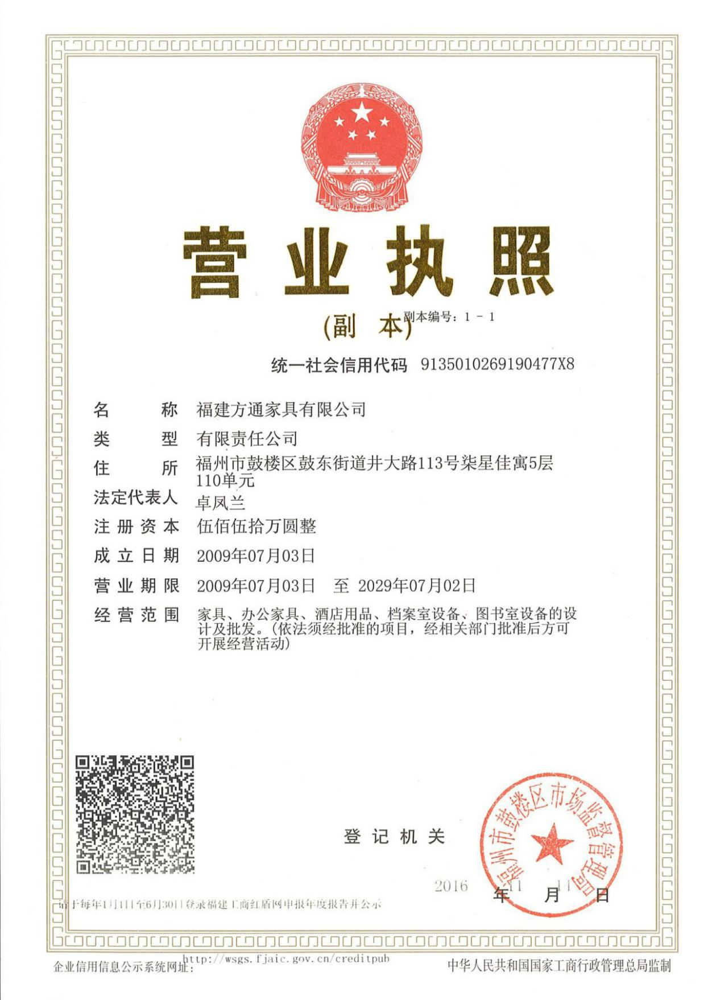 营业执照
(副 本) 副本编号：1 - 1
统一社会信用代码 9135010269190477X8
名 称 福建方通家具有限公司
类 型 有限责任公司
住 所 福州市鼓楼区鼓东街道井大路113号柒星佳寓5层
110单元
法定代表人 卓凤兰
注册资本 伍佰伍拾万圆整
成立日期 2009年07月03日
营业期限 2009年07月03日 至 2029年07月02日
经营范围 家具、办公家具、酒店用品、档案室设备、图书室设备的设
计及批发。(依法须经批准的项目，经相关部门批准后方可
开展经营活动)
福州市鼓楼区市场监督管理局
登记机关
2016 年 11 月 14 日
请于每年1月1日至6月30日登录福建工商红盾网申报年度报告并公示
企业信用信息公示系统网址： http://wsgs.fjaic.gov.cn/creditpub
中华人民共和国国家工商行政管理总局监制